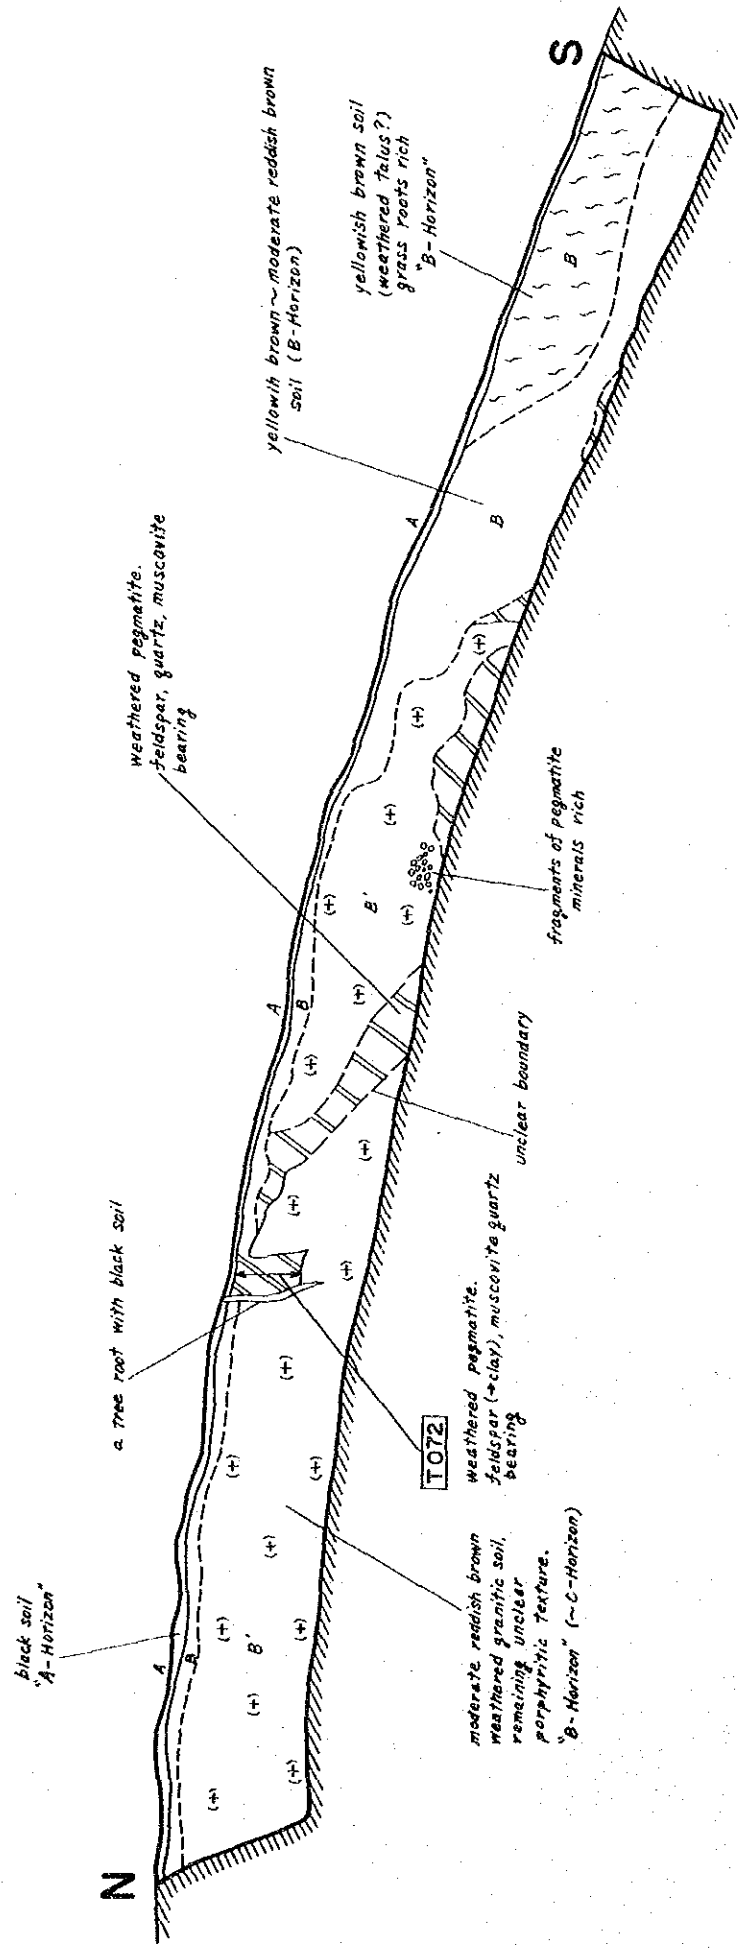 N
S
black soil
"A-Horizon"
a tree root with black soil
weathered pegmatite.
feldspar, quartz, muscovite
bearing
yellowih brown ~ moderate reddish brown
soil (B-Horizon)
yellowish brown soil
(weathered talus?)
grass roots rich
"B-Horizon"
A
B
B'
A
B
B'
A
B
B
moderate reddish brown
weathered granitic soil,
remaining unclear
porphyritic texture.
"B-Horizon" (~C-Horizon)
T072
weathered pegmatite.
feldspar (→clay), muscovite quartz
bearing
unclear boundary
fragments of pegmatite
minerals rich